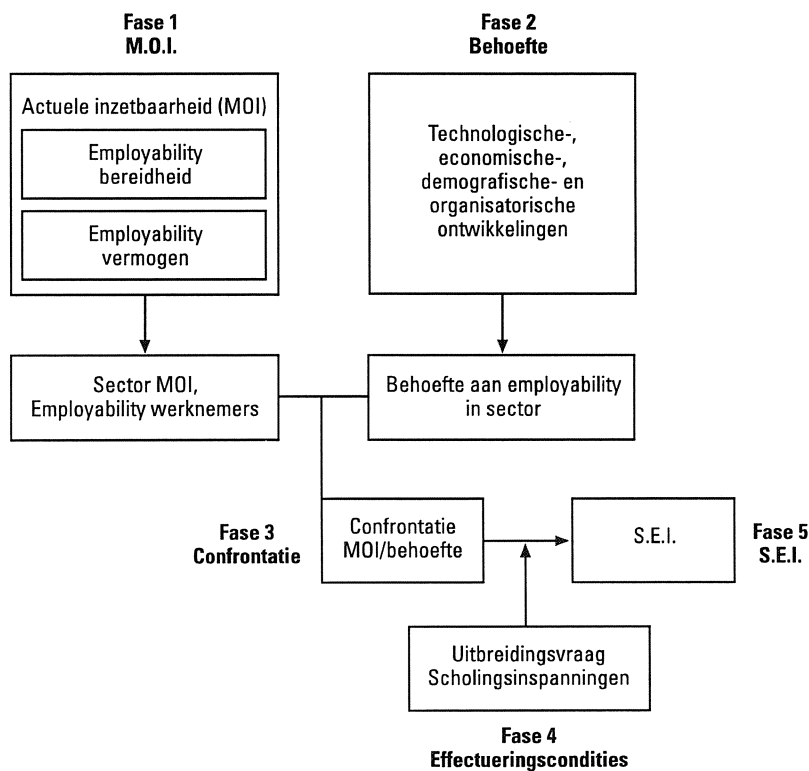 Fase 1
M.O.I.
Fase 2
Behoefte
Actuele inzetbaarheid (MOI)
Employability
bereidheid
Employability
vermogen
Technologische-,
economische-,
demografische- en
organisatorische
ontwikkelingen
Sector MOI,
Employability werknemers
Behoefte aan employability
in sector
Fase 3
Confrontatie
Confrontatie
MOI/behoefte
S.E.I.
Fase 5
S.E.I.
Uitbreidingsvraag
Scholingsinspanningen
Fase 4
Effectueringscondities